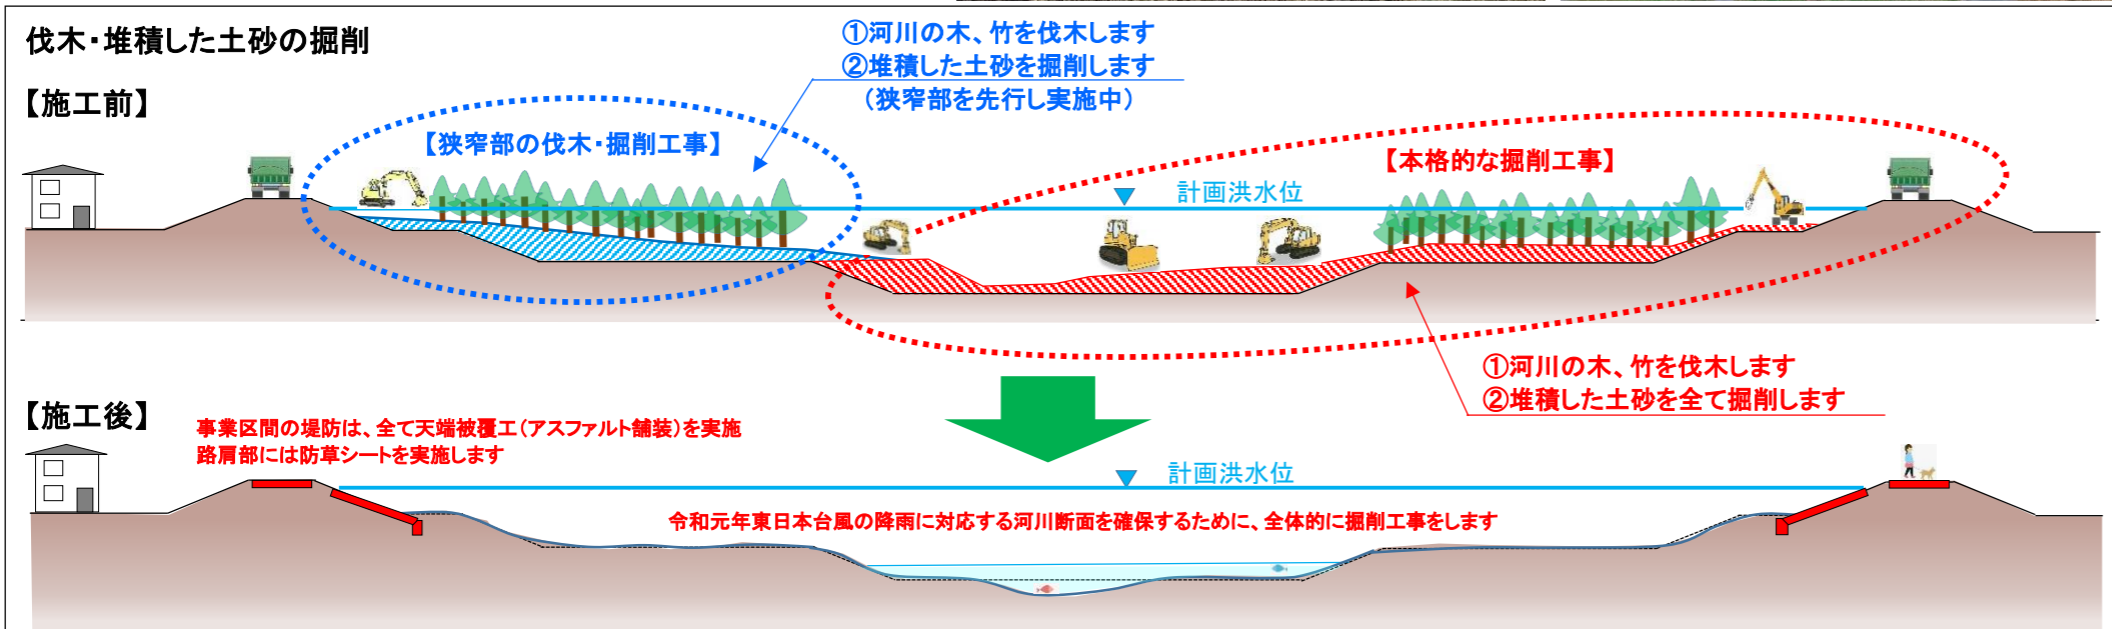 伐木・堆積した土砂の掘削
①河川の木、竹を伐木します
②堆積した土砂を掘削します
（狭窄部を先行し実施中）
【施工前】
【狭窄部の伐木・掘削工事】
【本格的な掘削工事】
計画洪水位
①河川の木、竹を伐木します
②堆積した土砂を全て掘削します
【施工後】
事業区間の堤防は、全て天端被覆工（アスファルト舗装）を実施
路肩部には防草シートを実施します
計画洪水位
令和元年東日本台風の降雨に対応する河川断面を確保するために、全体的に掘削工事をします